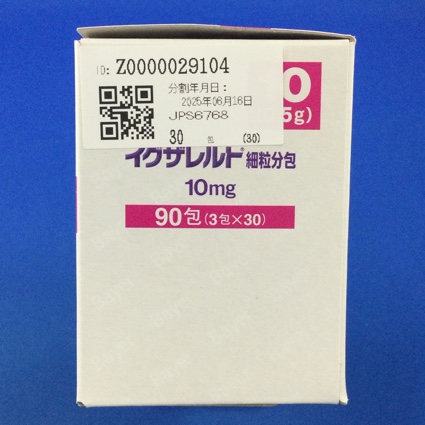 ID: Z0000029104
分割年月日：
2025年06月16日
JPS6768
30 包 (30)
0
5g)
イグザレルト 細粒分包
10mg
90包(3包×30)